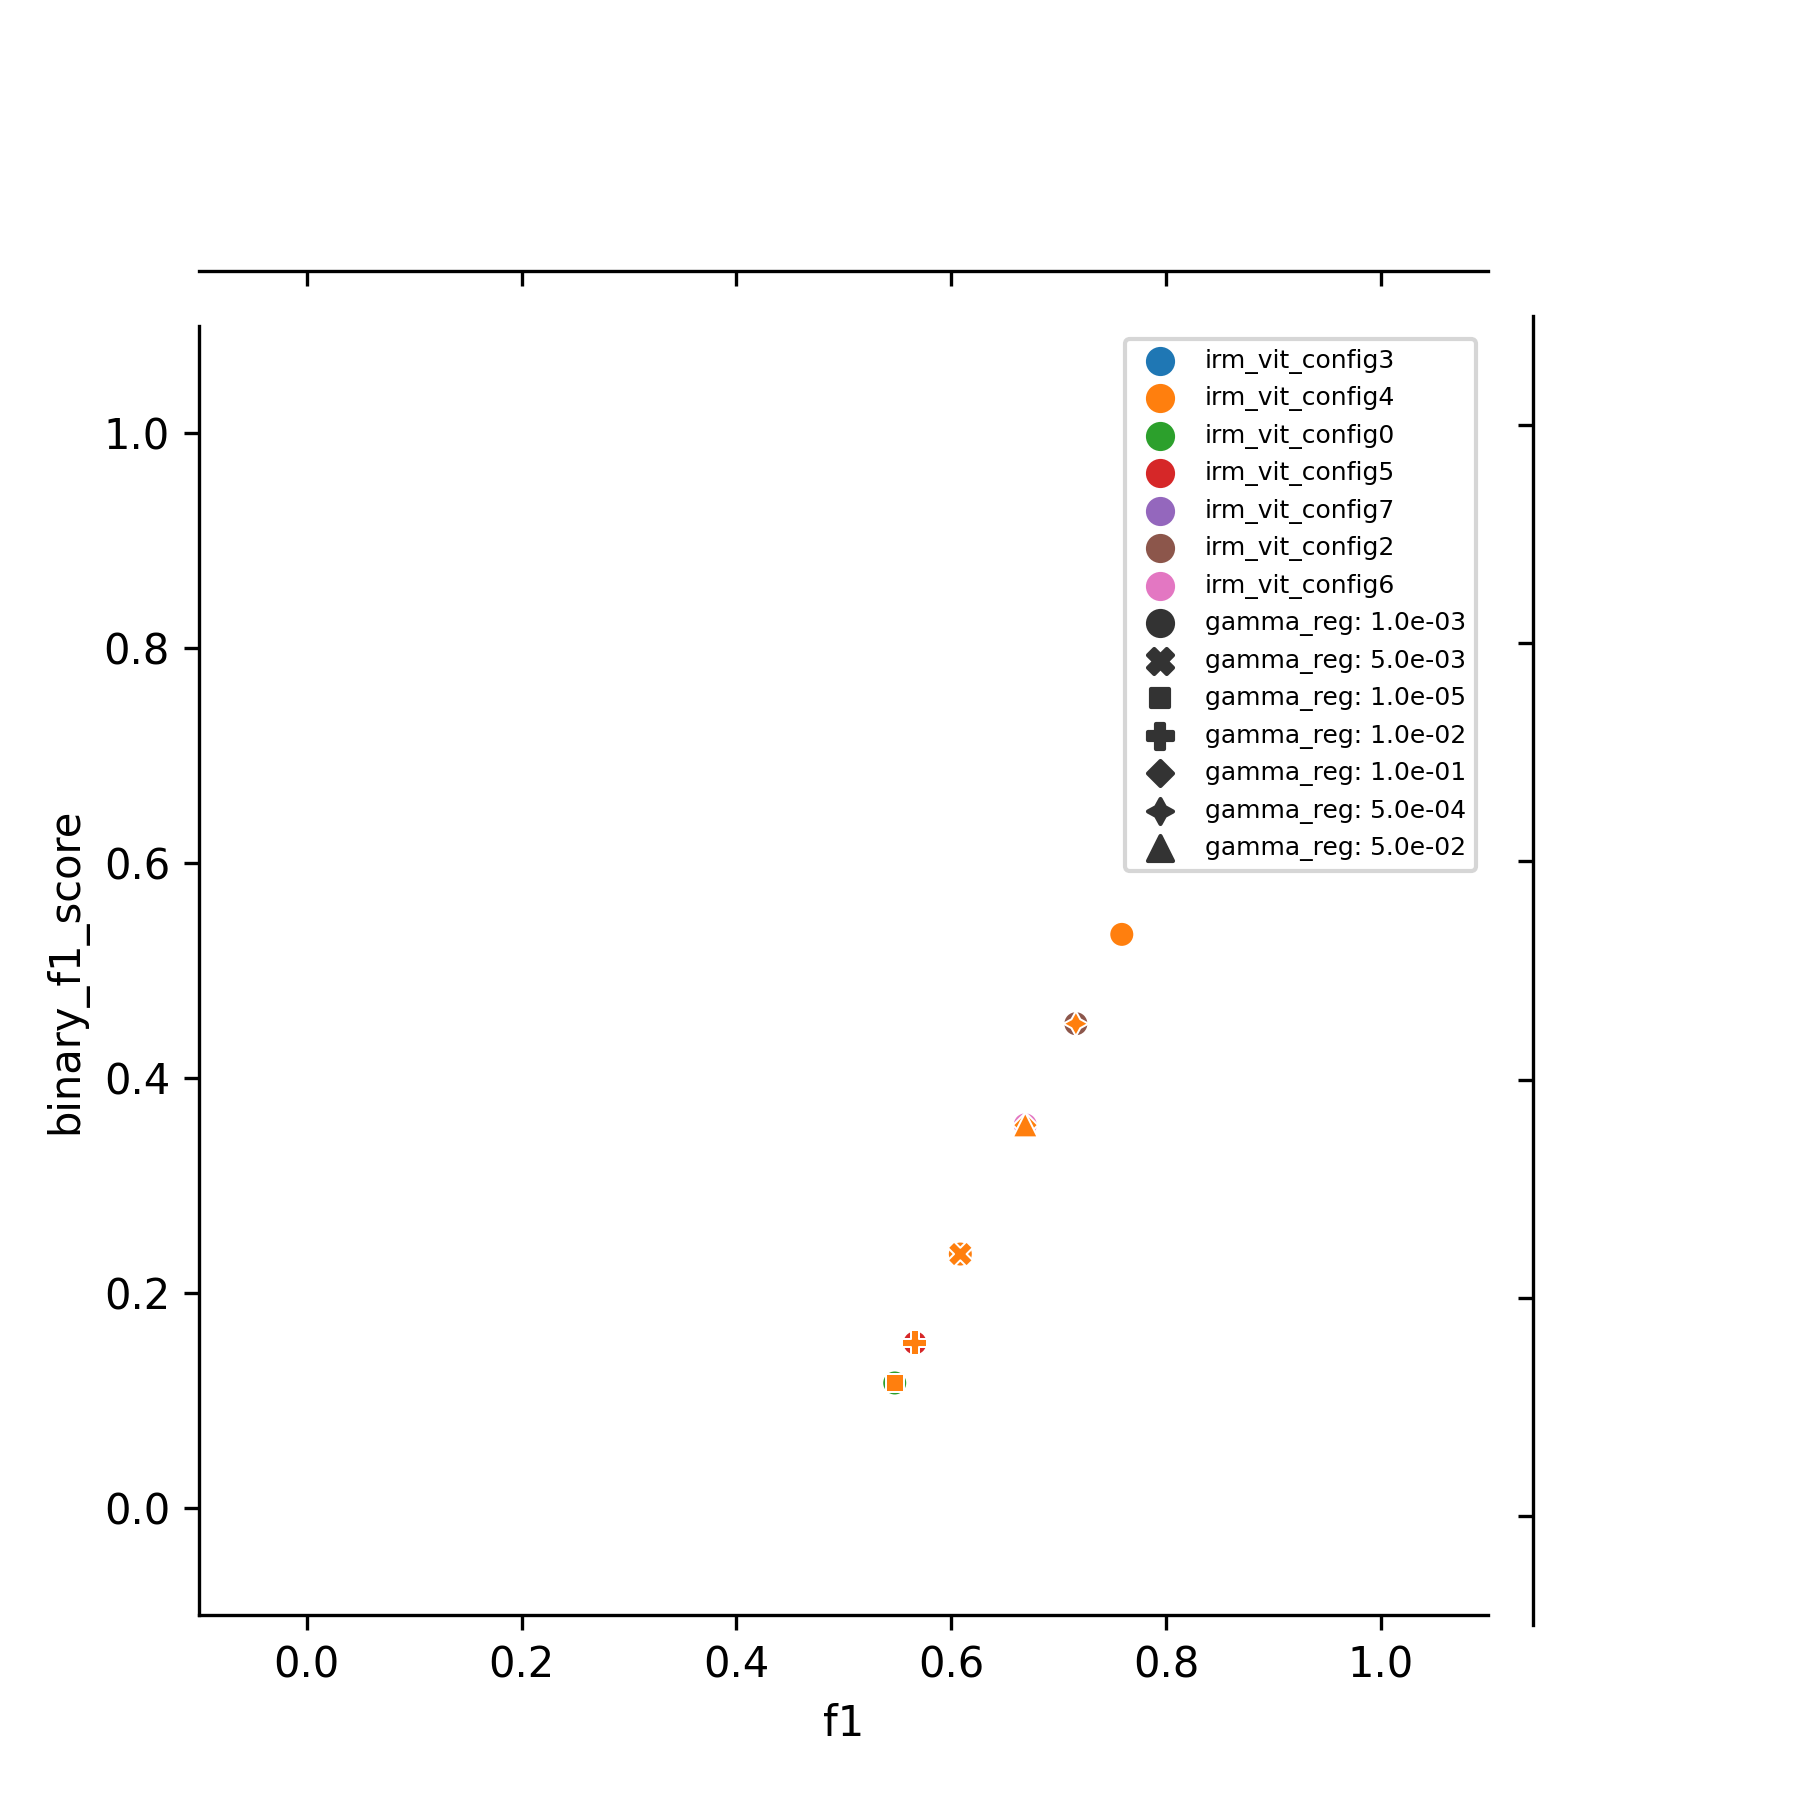 irm_vit_config3
irm_vit_config4
irm_vit_config0
irm_vit_config5
irm_vit_config7
irm_vit_config2
irm_vit_config6
gamma_reg: 1.0e-03
gamma_reg: 5.0e-03
gamma_reg: 1.0e-05
gamma_reg: 1.0e-02
gamma_reg: 1.0e-01
gamma_reg: 5.0e-04
gamma_reg: 5.0e-02
1.0
0.8
0.6
0.4
0.2
0.0
binary_f1_score
0.0 0.2 0.4 0.6 0.8 1.0
f1